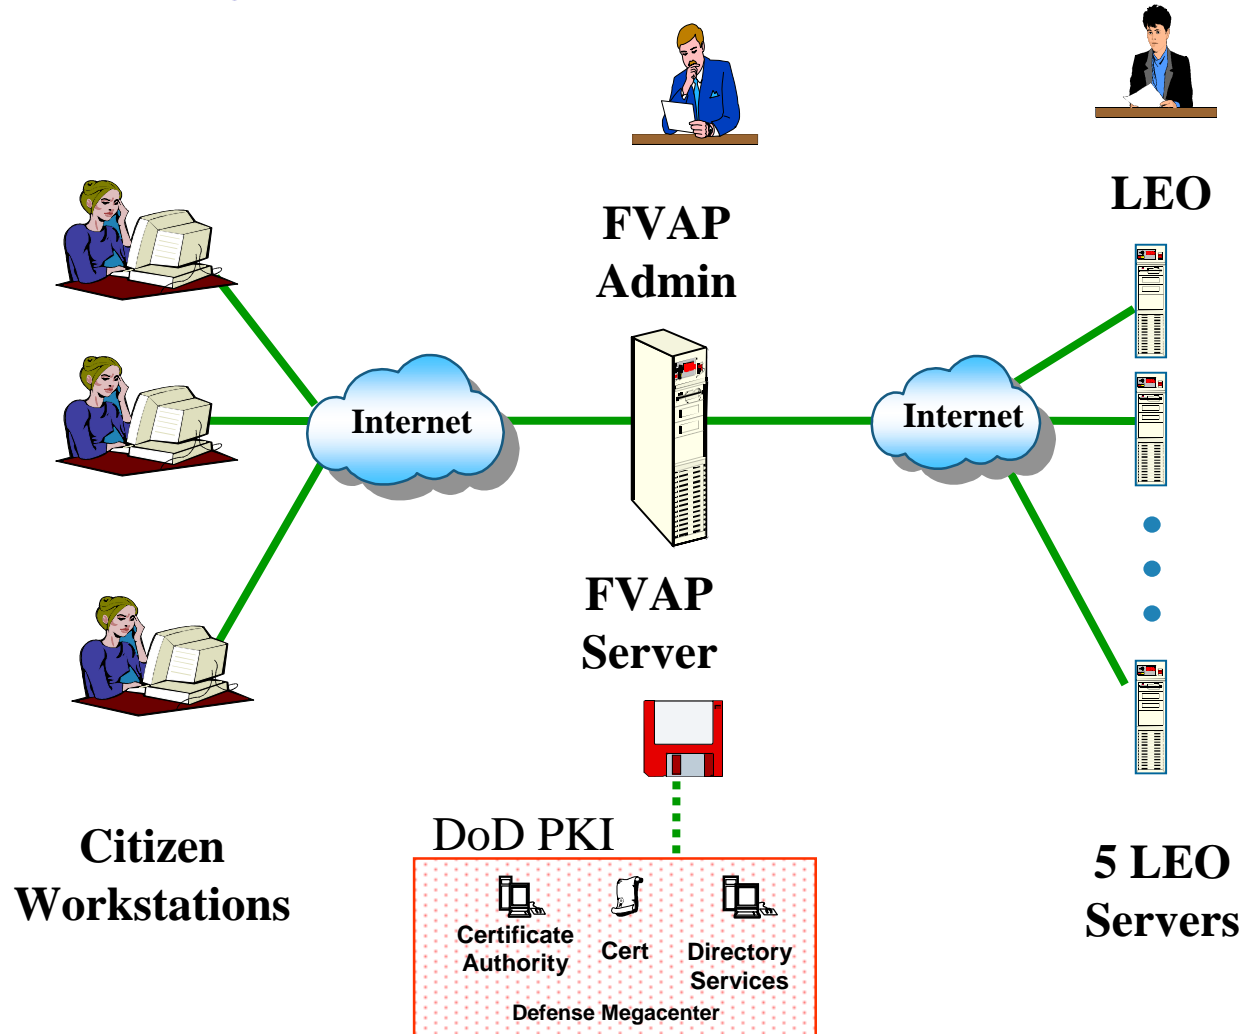 LEO
FVAP
Admin
Internet
Internet
FVAP
Server
Citizen
Workstations
DoD PKI
Certificate
Authority
Cert
Directory
Services
Defense Megacenter
5 LEO
Servers